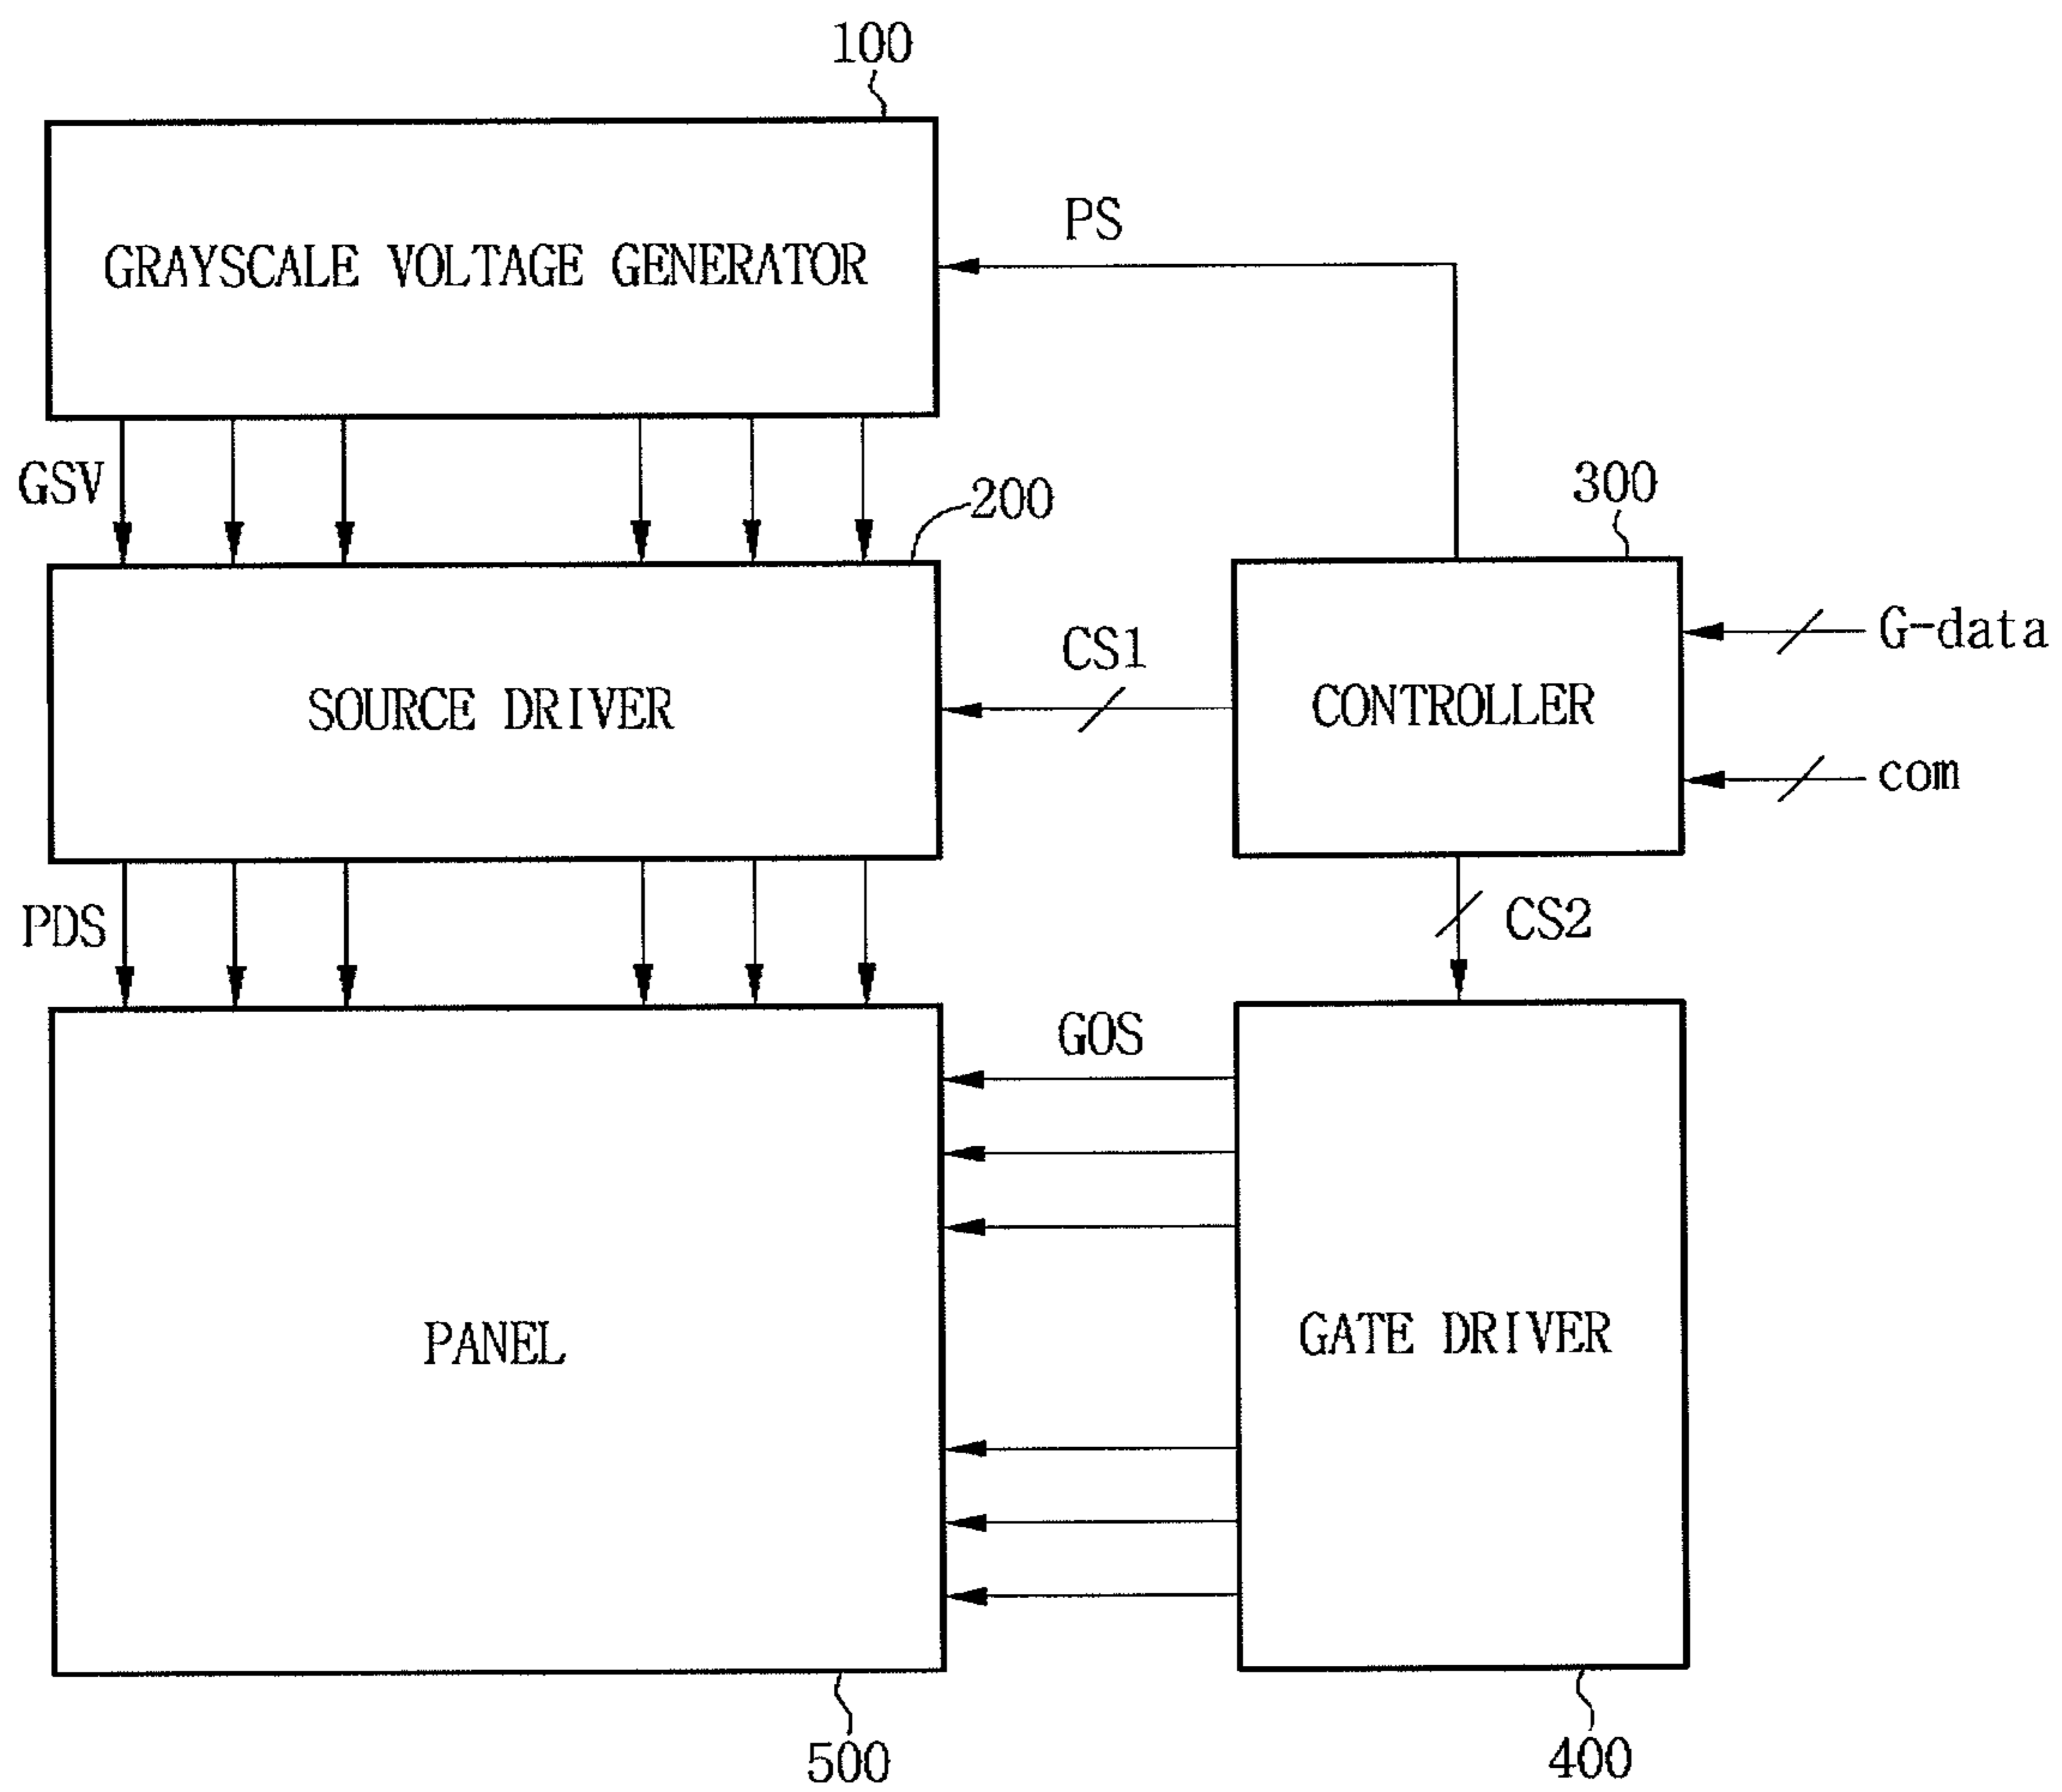 100
GRAYSCALE VOLTAGE GENERATOR
PS
GSV
200
300
SOURCE DRIVER
CS1
CONTROLLER
G-data
com
PDS
CS2
GOS
PANEL
GATE DRIVER
500
400